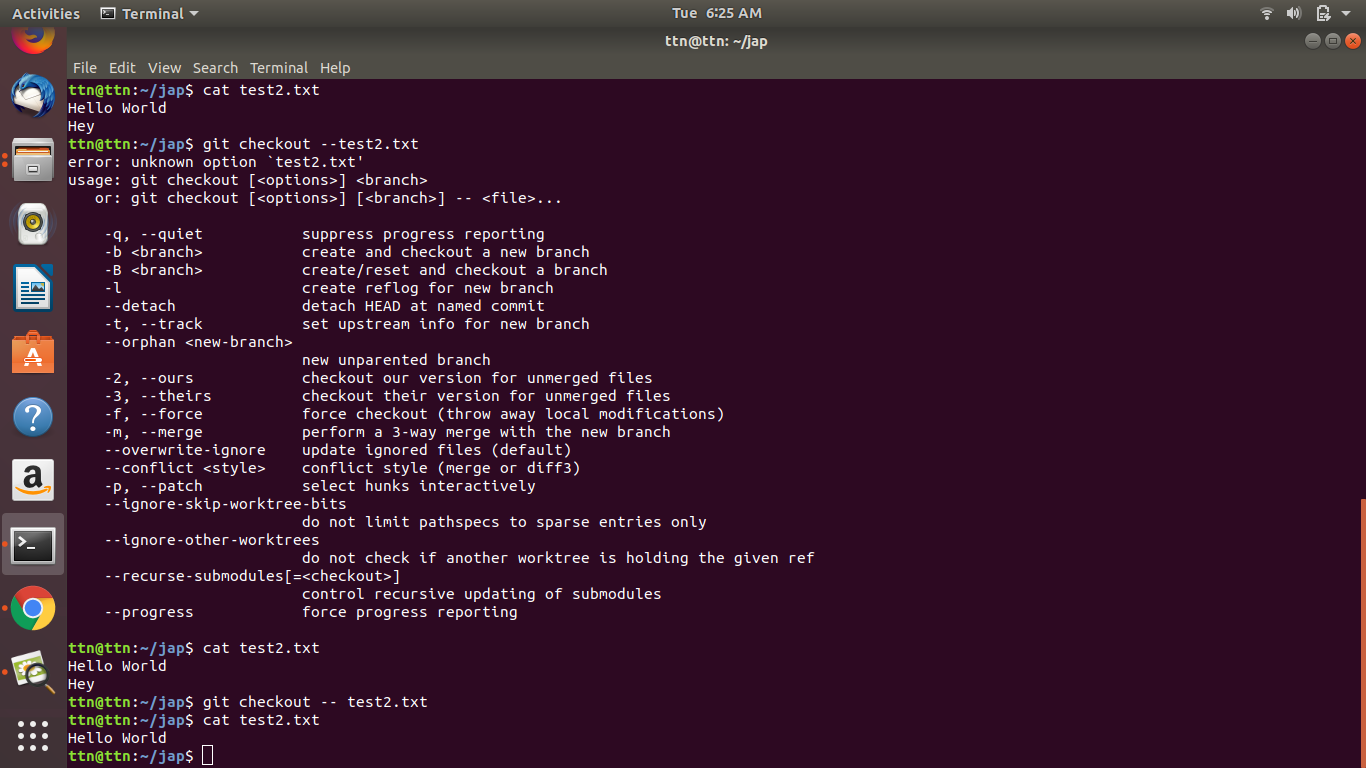 Activities Terminal Tue 6:25 AM
ttn@ttn: ~/jap
File Edit View Search Terminal Help
ttn@ttn:~/jap$ cat test2.txt
Hello World
Hey
ttn@ttn:~/jap$ git checkout --test2.txt
error: unknown option `test2.txt'
usage: git checkout [<options>] <branch>
   or: git checkout [<options>] [<branch>] -- <file>...

    -q, --quiet           suppress progress reporting
    -b <branch>           create and checkout a new branch
    -B <branch>           create/reset and checkout a branch
    -l                    create reflog for new branch
    --detach              detach HEAD at named commit
    -t, --track           set upstream info for new branch
    --orphan <new-branch>
                          new unparented branch
    -2, --ours            checkout our version for unmerged files
    -3, --theirs          checkout their version for unmerged files
    -f, --force           force checkout (throw away local modifications)
    -m, --merge           perform a 3-way merge with the new branch
    --overwrite-ignore    update ignored files (default)
    --conflict <style>    conflict style (merge or diff3)
    -p, --patch           select hunks interactively
    --ignore-skip-worktree-bits
                          do not limit pathspecs to sparse entries only
    --ignore-other-worktrees
                          do not check if another worktree is holding the given ref
    --recurse-submodules[=<checkout>]
                          control recursive updating of submodules
    --progress            force progress reporting

ttn@ttn:~/jap$ cat test2.txt
Hello World
Hey
ttn@ttn:~/jap$ git checkout -- test2.txt
ttn@ttn:~/jap$ cat test2.txt
Hello World
ttn@ttn:~/jap$